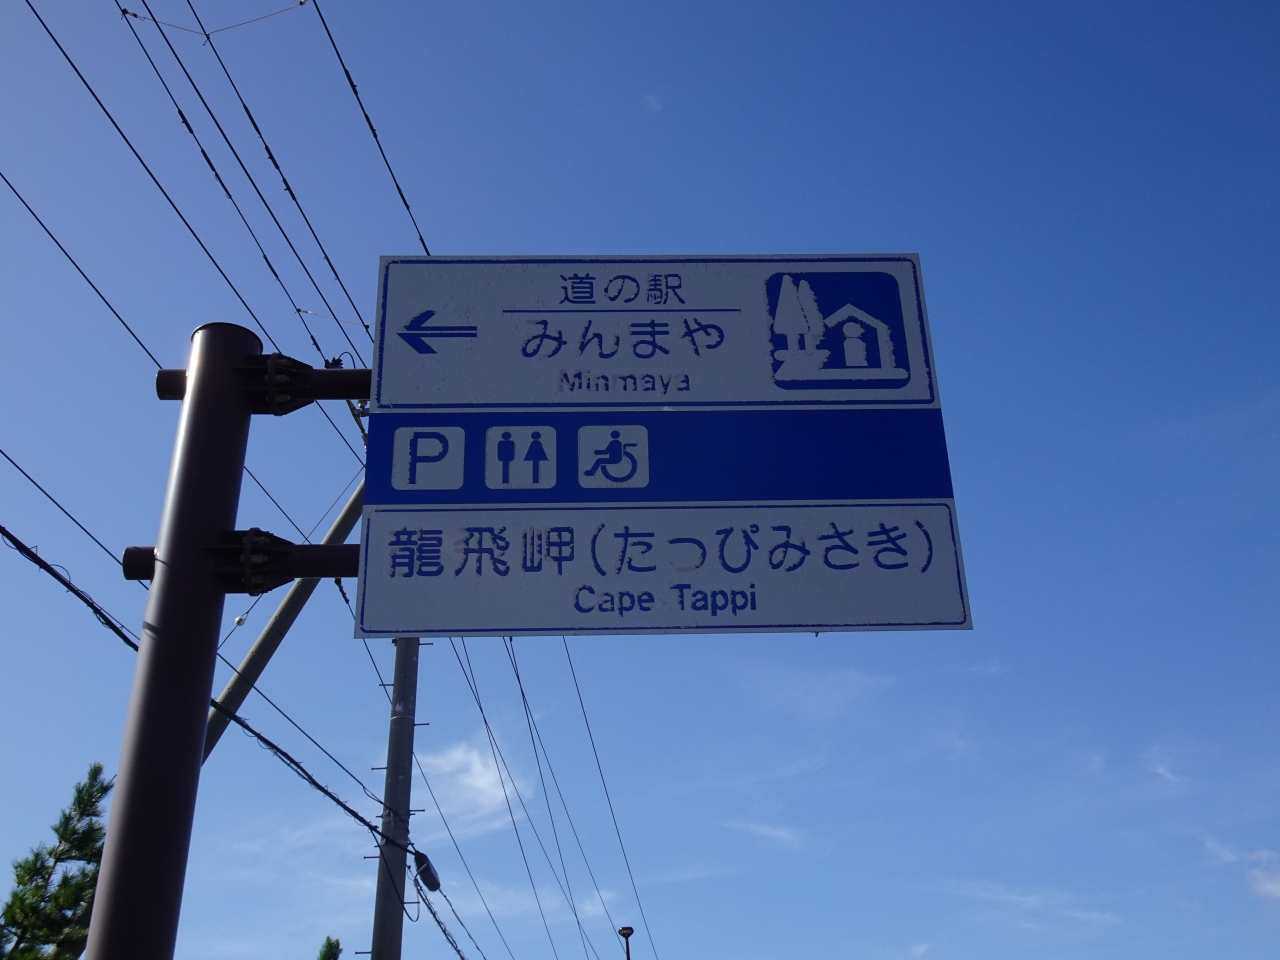 道の駅
みんまや
Minmaya
P
龍飛岬(たっぴみさき)
Cape Tappi